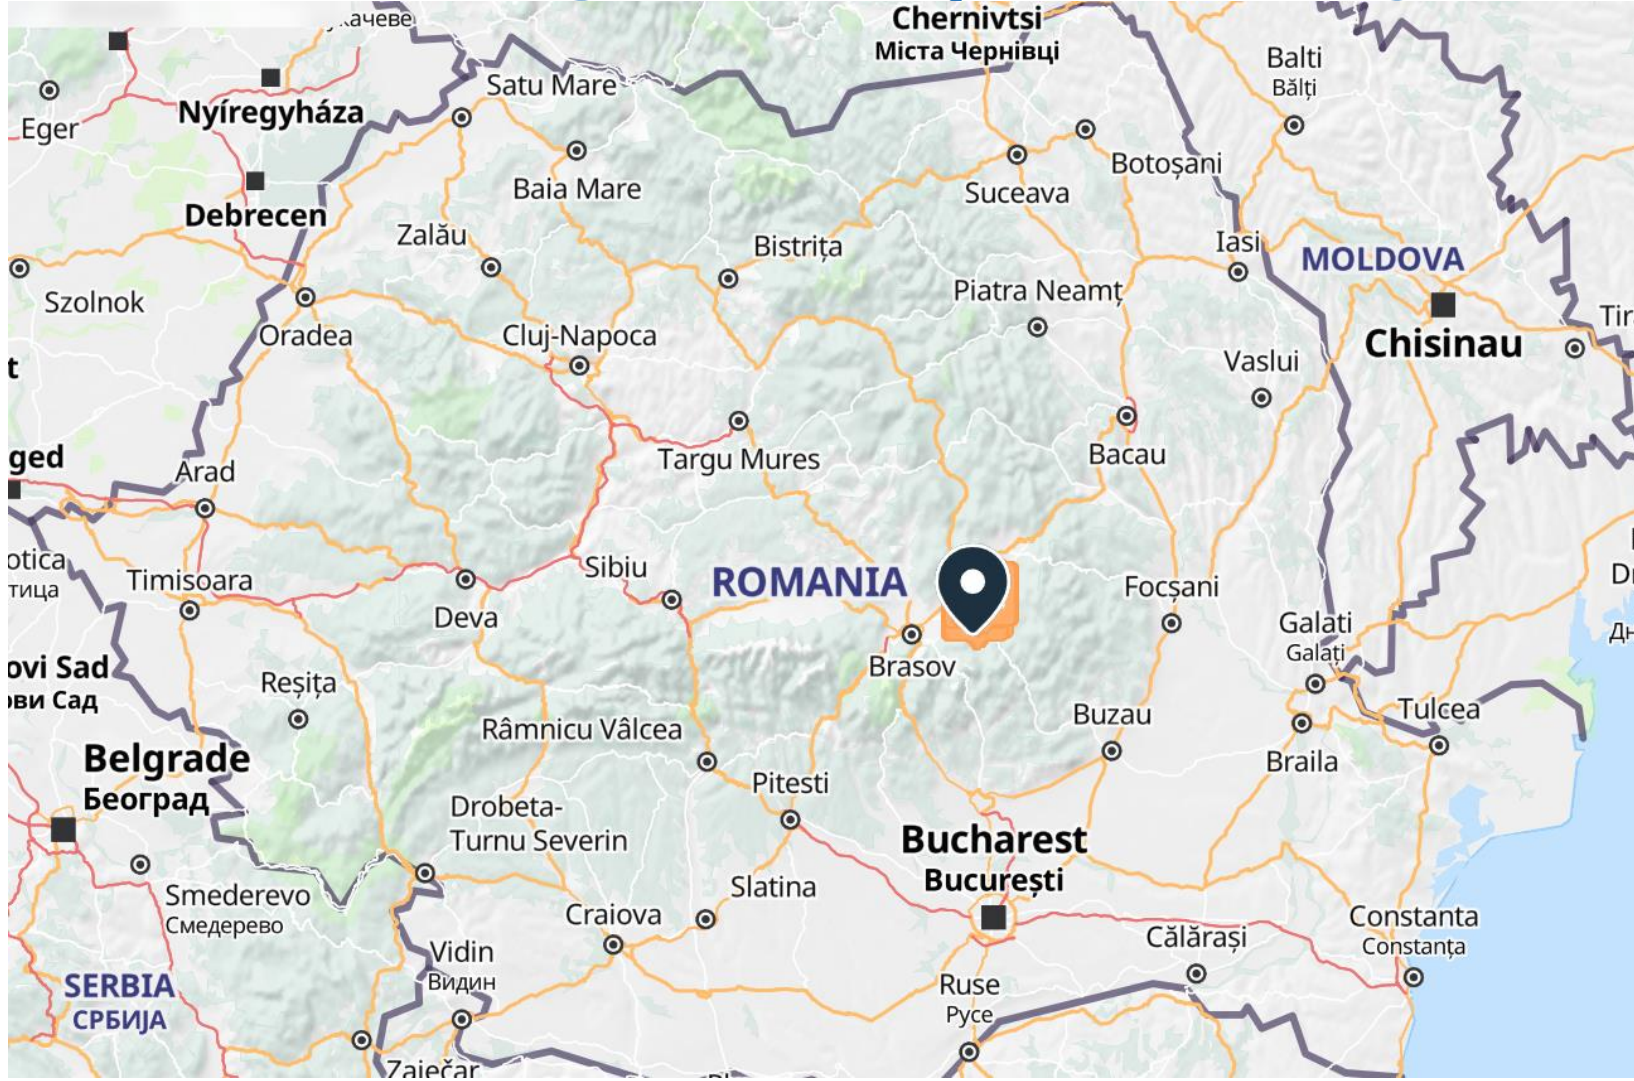 Chernivtsi
Міста Чернівці
Balti
Bălți
Satu Mare
Nyíregyháza
Eger
Botoșani
Baia Mare
Suceava
Debrecen
Zalău
Bistrița
Iasi
MOLDOVA
Szolnok
Piatra Neamț
Oradea
Cluj-Napoca
Chisinau
Vaslui
Targu Mures
Bacau
Arad
Timisoara
Sibiu
ROMANIA
Focșani
Deva
Galati
Galați
Brasov
Reșița
Râmnicu Vâlcea
Buzau
Tulcea
Belgrade
Београд
Braila
Pitesti
Drobeta-
Turnu Severin
Bucharest
București
Slatina
Smederevo
Смедерево
Craiova
Constanta
Constanța
Călărași
Vidin
Видин
SERBIA
СРБИЈА
Ruse
Русе
Zaječar